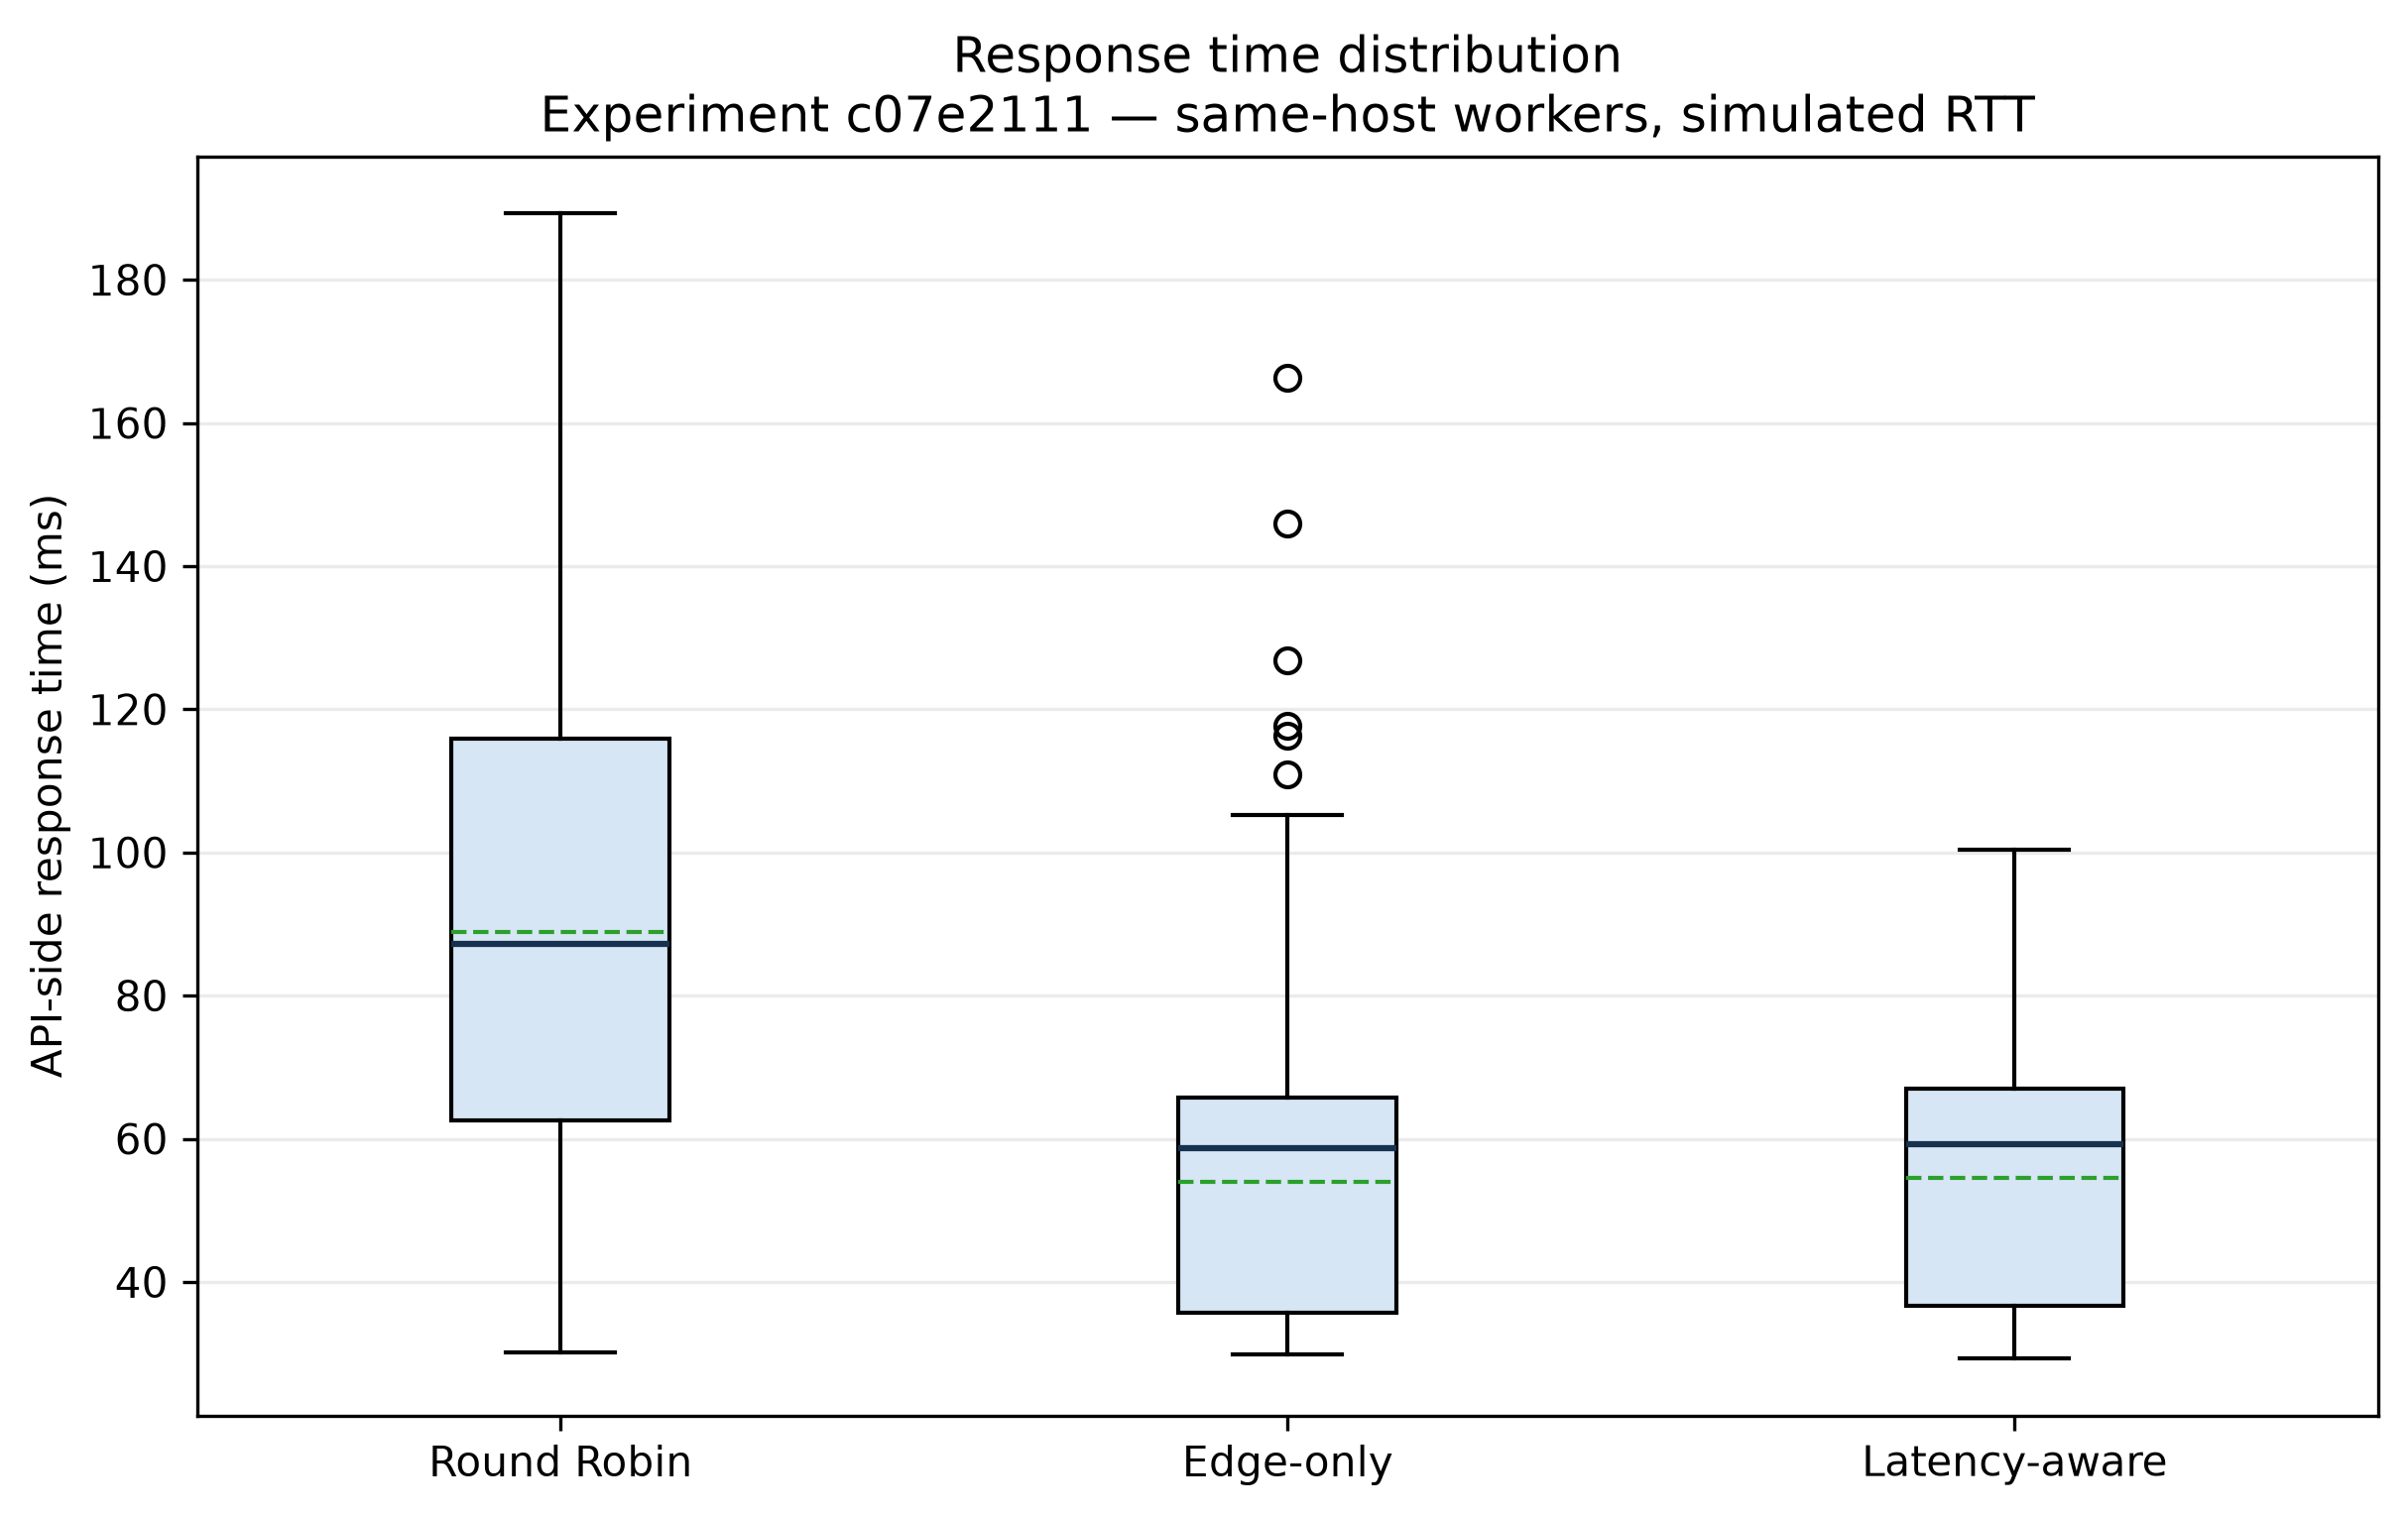 Response time distribution
Experiment c07e2111 — same-host workers, simulated RTT
API-side response time (ms)
180
160
140
120
100
80
60
40
Round Robin
Edge-only
Latency-aware